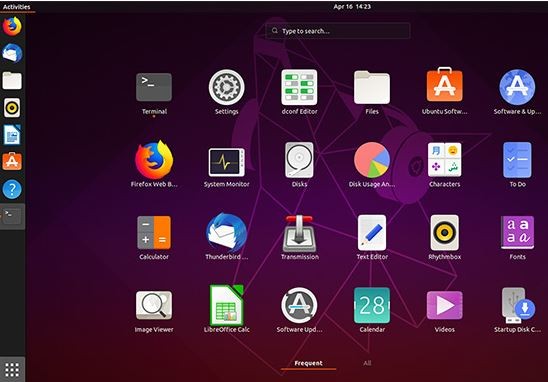 Activities
Apr 16 14:23
Type to search...
Terminal
Settings
dconf Editor
Files
Ubuntu Softw...
Software & Up...
Firefox Web B...
System Monitor
Disks
Disk Usage An...
Characters
To Do
Calculator
Thunderbird ...
Transmission
Text Editor
Rhythmbox
Fonts
28
Image Viewer
LibreOffice Calc
Software Upd...
Calendar
Videos
Startup Disk C...
Frequent
All